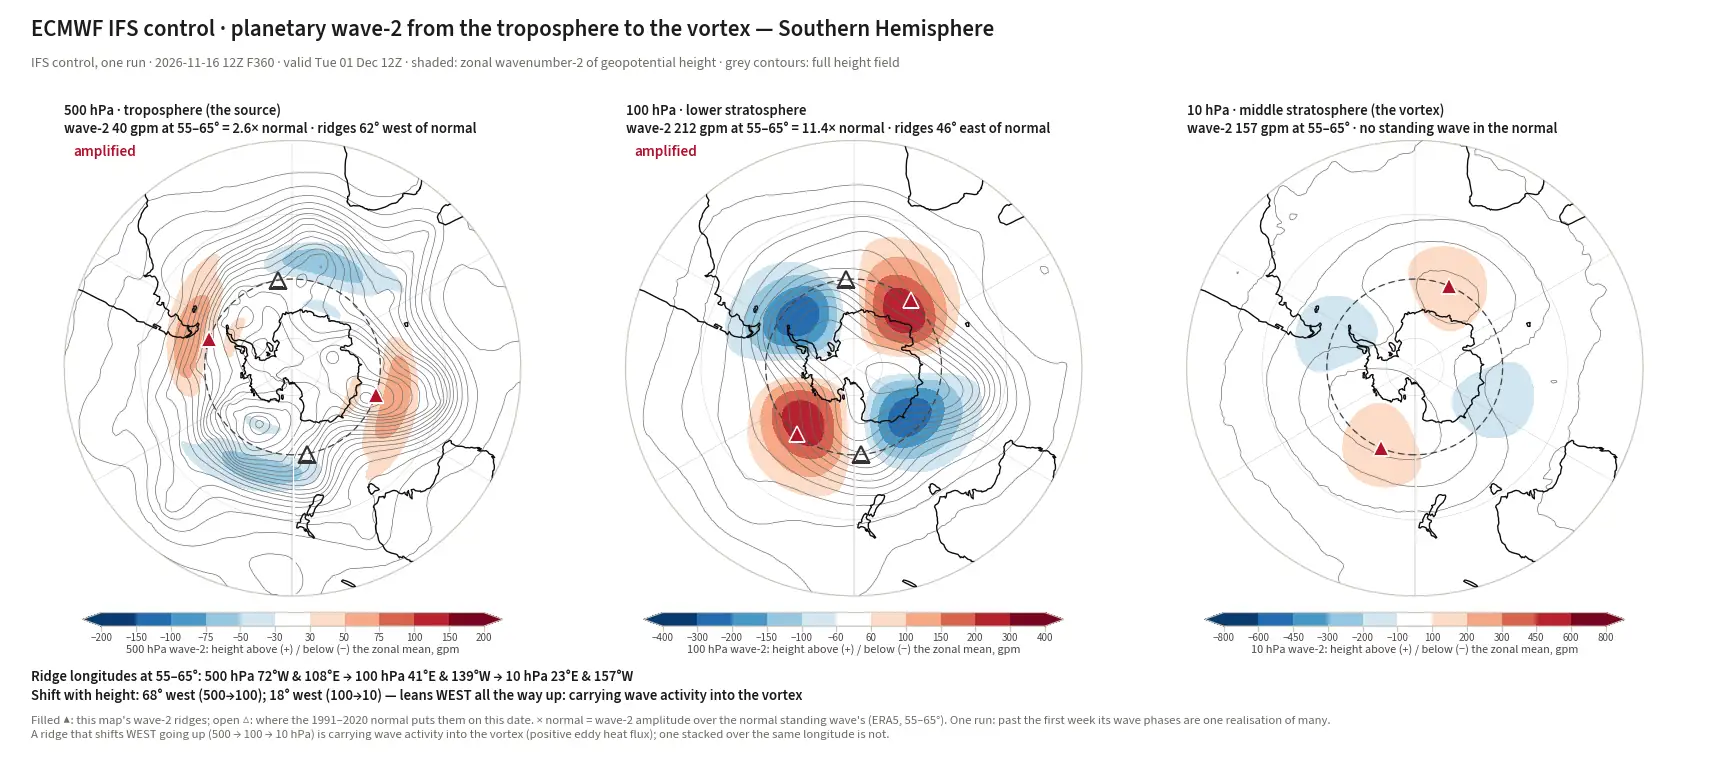 ECMWF IFS control · planetary wave-2 from the troposphere to the vortex — Southern Hemisphere
IFS control, one run · 2026-11-16 12Z F360 · valid Tue 01 Dec 12Z · shaded: zonal wavenumber-2 of geopotential height · grey contours: full height field
500 hPa · troposphere (the source)
wave-2 40 gpm at 55–65° = 2.6× normal · ridges 62° west of normal
amplified
100 hPa · lower stratosphere
wave-2 212 gpm at 55–65° = 11.4× normal · ridges 46° east of normal
amplified
10 hPa · middle stratosphere (the vortex)
wave-2 157 gpm at 55–65° · no standing wave in the normal
−200 −150 −100 −75 −50 −30 30 50 75 100 150 200
500 hPa wave-2: height above (+) / below (−) the zonal mean, gpm
−400 −300 −200 −150 −100 −60 60 100 150 200 300 400
100 hPa wave-2: height above (+) / below (−) the zonal mean, gpm
−800 −600 −450 −300 −200 −100 100 200 300 450 600 800
10 hPa wave-2: height above (+) / below (−) the zonal mean, gpm
Ridge longitudes at 55–65°: 500 hPa 72°W & 108°E → 100 hPa 41°E & 139°W → 10 hPa 23°E & 157°W
Shift with height: 68° west (500→100); 18° west (100→10) — leans WEST all the way up: carrying wave activity into the vortex
Filled ▲: this map's wave-2 ridges; open △: where the 1991–2020 normal puts them on this date. × normal = wave-2 amplitude over the normal standing wave's (ERA5, 55–65°). One run: past the first week its wave phases are one realisation of many.
A ridge that shifts WEST going up (500 → 100 → 10 hPa) is carrying wave activity into the vortex (positive eddy heat flux); one stacked over the same longitude is not.